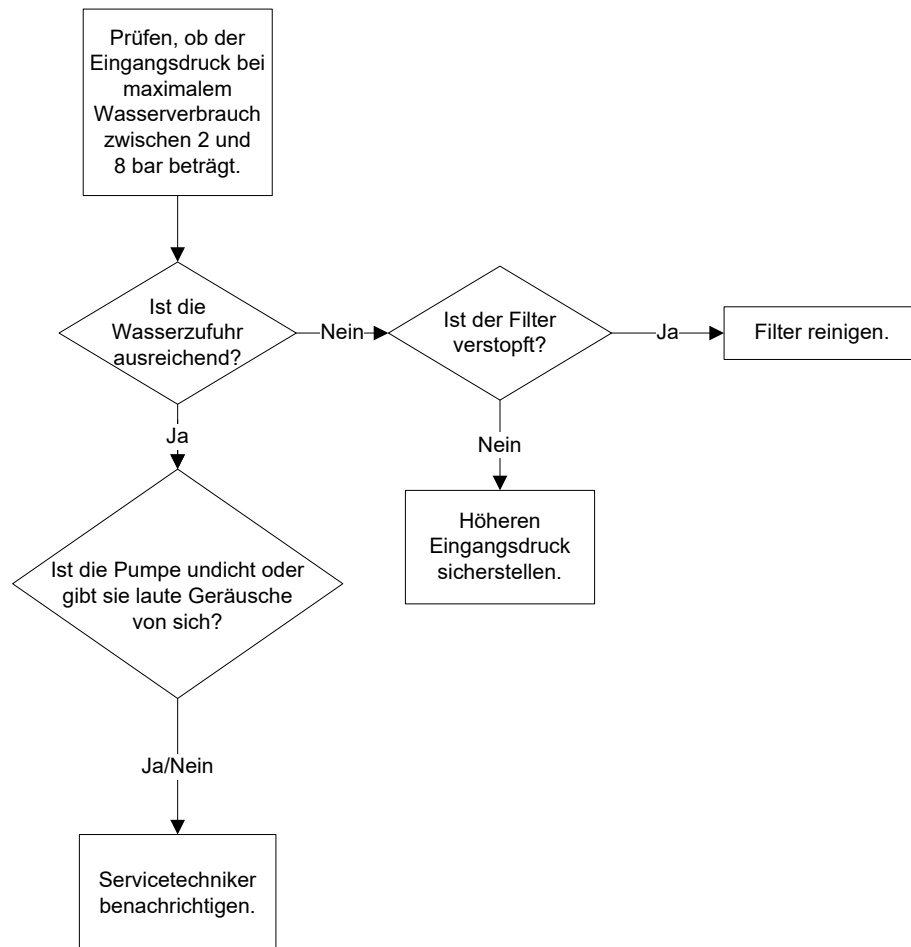 Prüfen, ob der
Eingangsdruck bei
maximalem
Wasserverbrauch
zwischen 2 und
8 bar beträgt.
Ist die
Wasserzufuhr
ausreichend?
Nein
Ist der Filter
verstopft?
Ja
Filter reinigen.
Ja
Nein
Höheren
Eingangsdruck
sicherstellen.
Ist die Pumpe undicht oder
gibt sie laute Geräusche
von sich?
Ja/Nein
Servicetechniker
benachrichtigen.